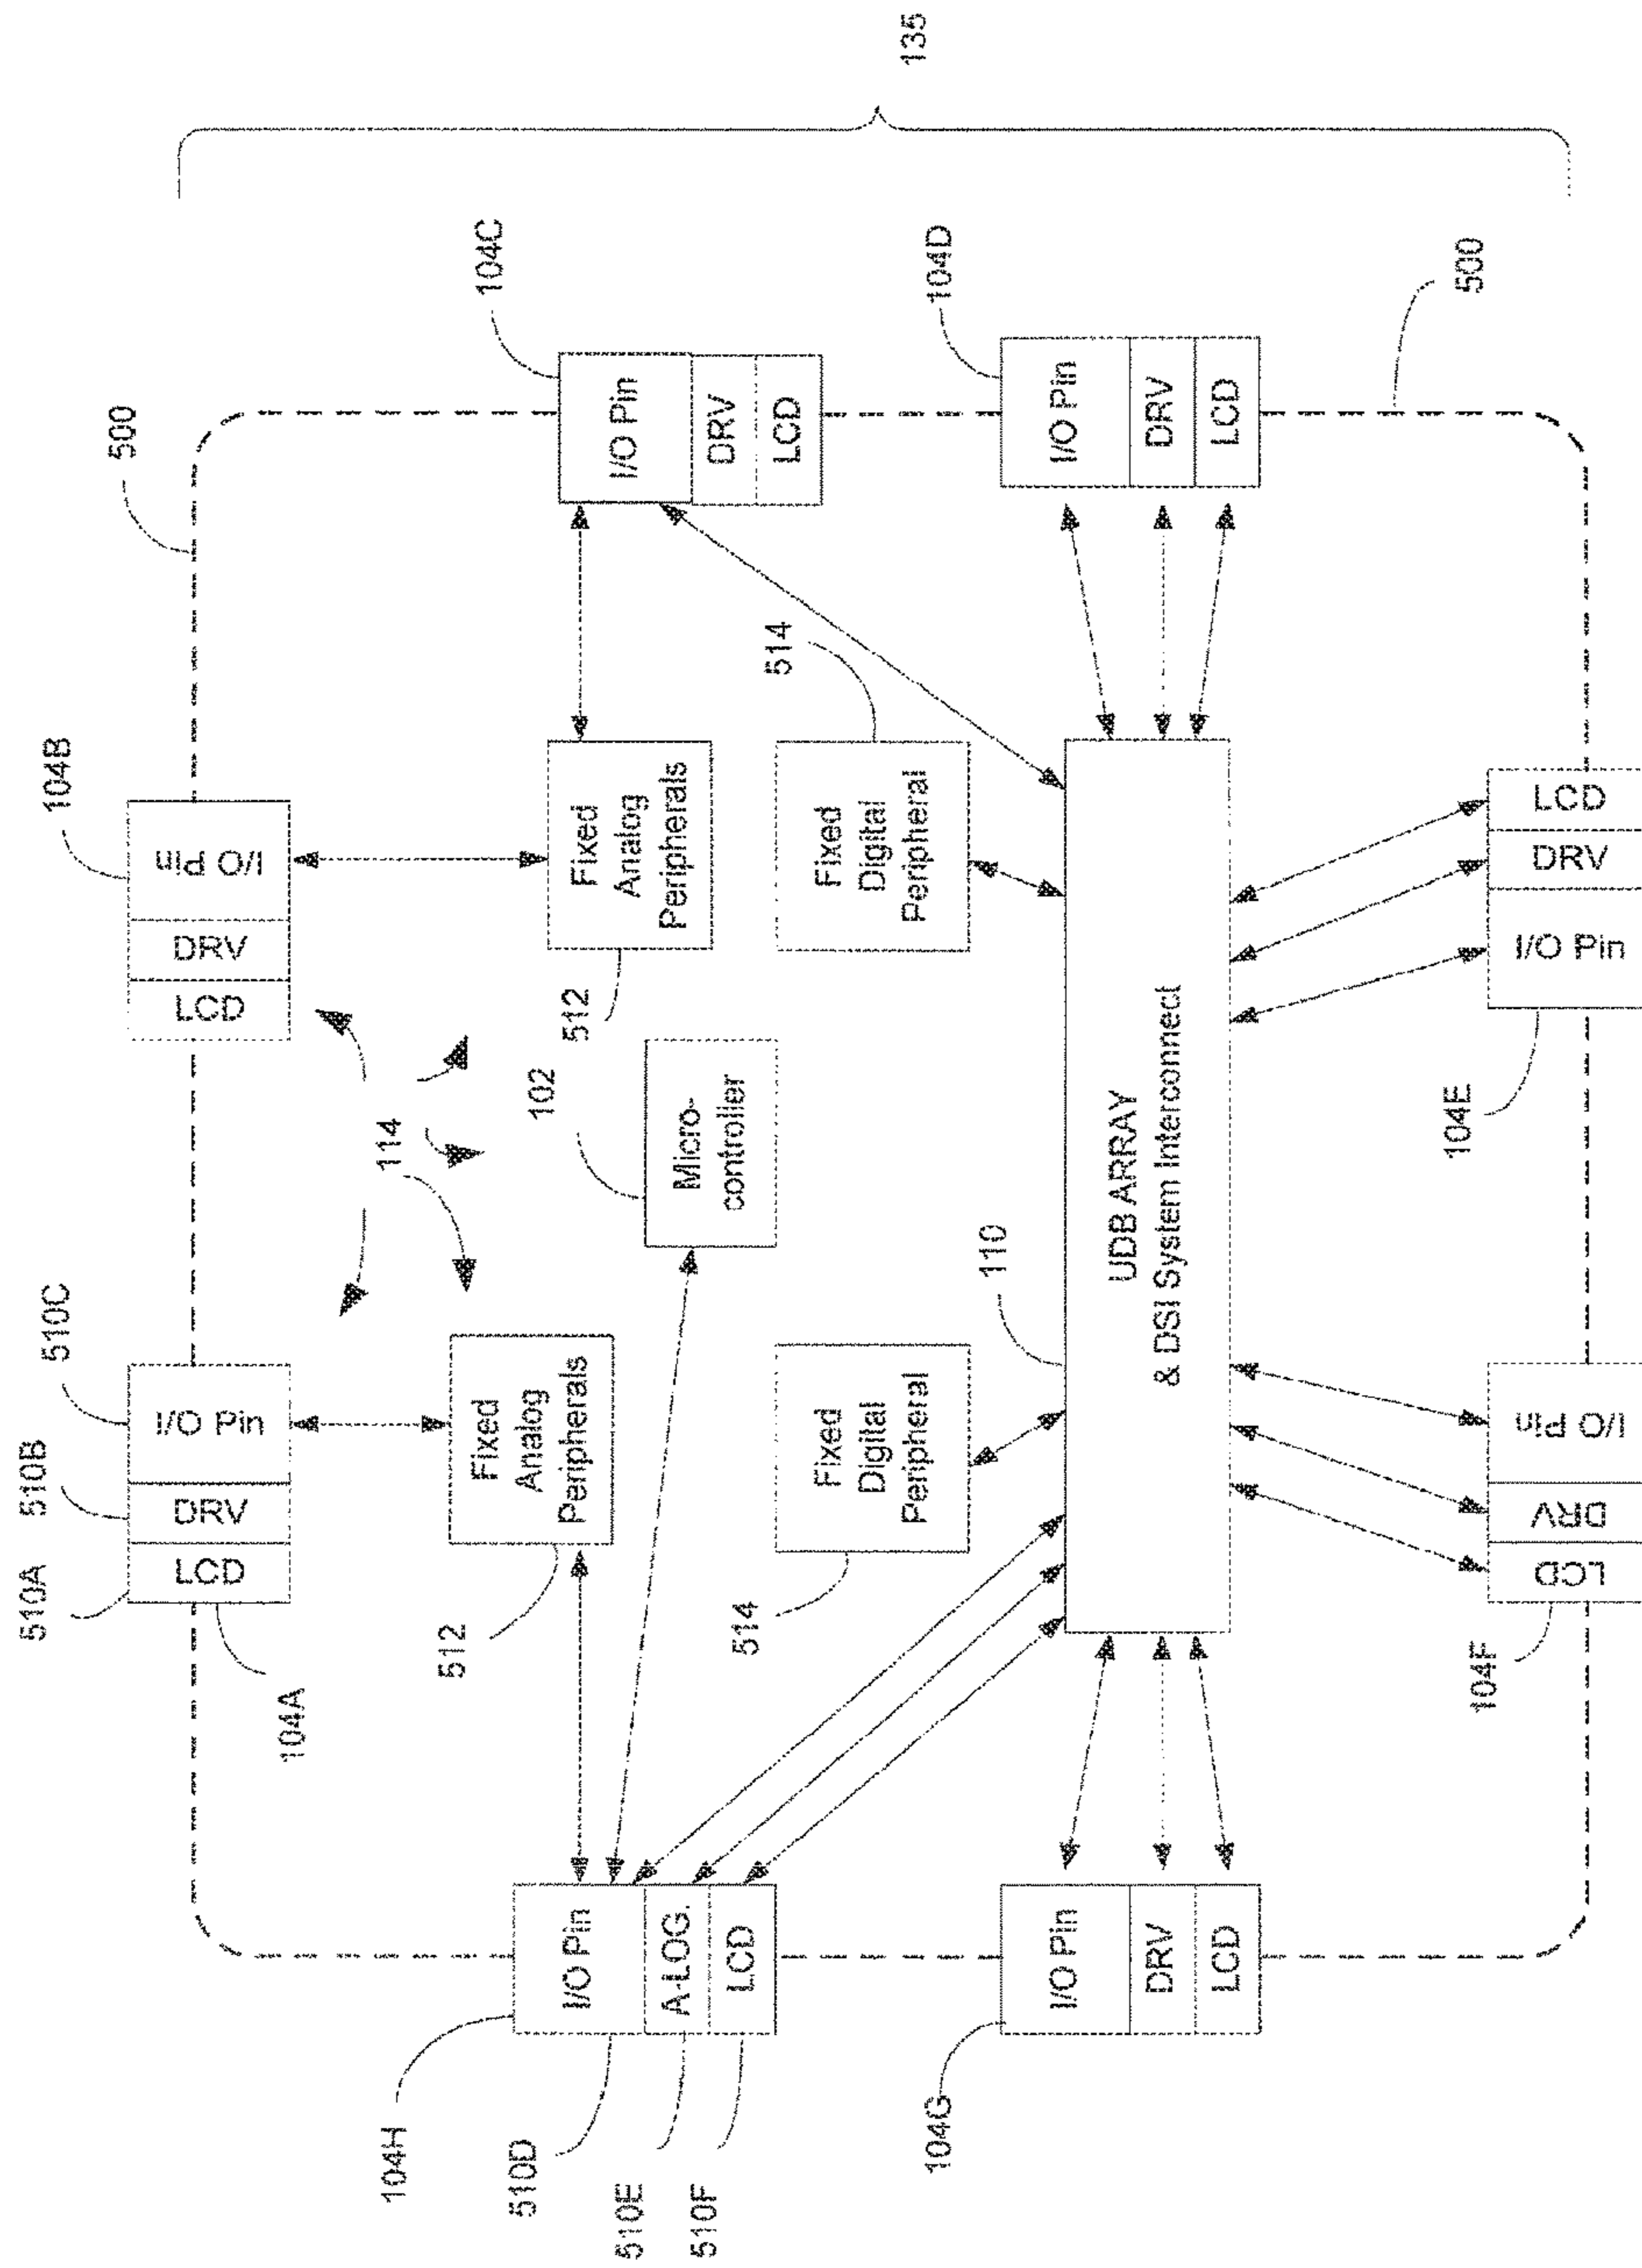 135
500
104A
510A
510B
510C
LCD
DRV
I/O Pin
104B
LCD
DRV
I/O Pin
114
104H
510D
510E
510F
I/O Pin
A-LOG.
LCD
512
Fixed
Analog
Peripherals
512
Fixed
Analog
Peripherals
104C
I/O Pin
DRV
LCD
102
Micro-
controller
514
Fixed
Digital
Peripheral
514
Fixed
Digital
Peripheral
110
UDB ARRAY
& DSI System Interconnect
104G
I/O Pin
DRV
LCD
104D
I/O Pin
DRV
LCD
500
104F
LCD
DRV
I/O Pin
104E
I/O Pin
DRV
LCD